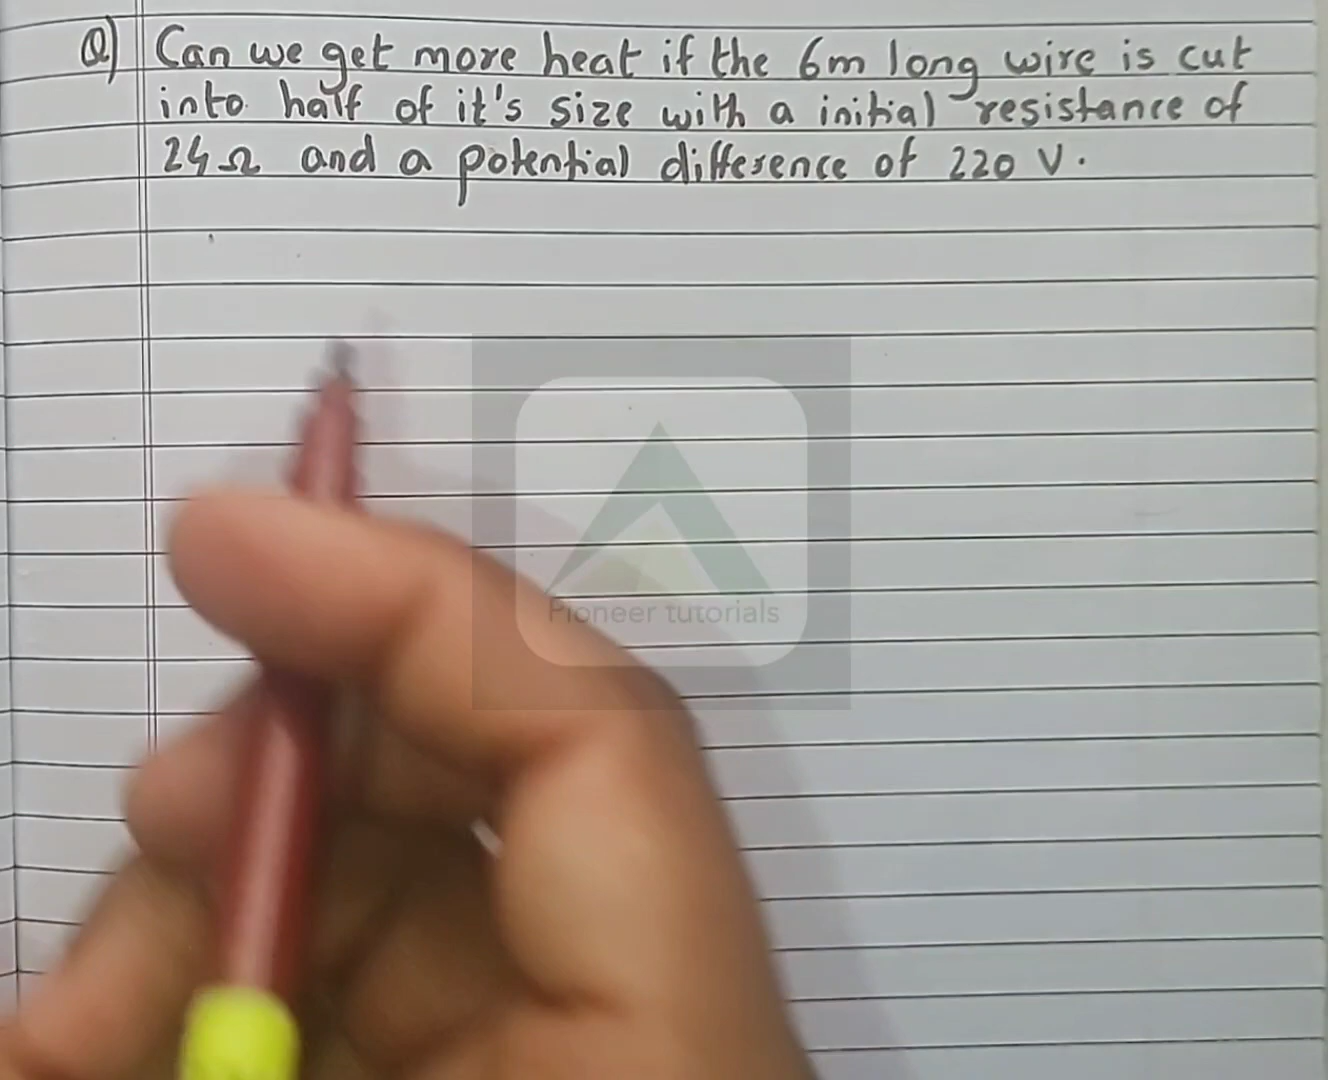 Q) Can we get more heat if the 6m long wire is cut
into half of it's size with a initial resistance of
24Ω and a potential difference of 220 V.
Pioneer tutorials